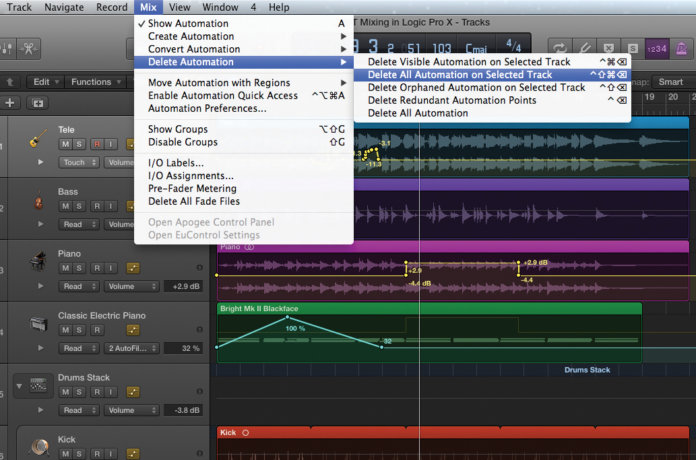 Track Navigate Record Mix View Window 4 Help
T Mixing in Logic Pro X - Tracks
Show Automation A
Create Automation
Convert Automation
Delete Automation
Move Automation with Regions
Enable Automation Quick Access ^⌥⌘A
Automation Preferences...
Show Groups ⌥⇧G
Disable Groups ⇧G
I/O Labels...
I/O Assignments...
Pre-Fader Metering
Delete All Fade Files
Open Apogee Control Panel
Open EuControl Settings
Delete Visible Automation on Selected Track ^⌘⌫
Delete All Automation on Selected Track ^⇧⌘⌫
Delete Orphaned Automation on Selected Track ^⇧⌫
Delete Redundant Automation Points ^⌫
Delete All Automation
3 2 51 103 Cmaj 4/4
1234
Edit Functions
Snap: Smart
19 20
1 Tele
M S R I
Touch Volume
-3.1
-11.3
2 Bass
M S R I
Read Volume
3 Piano
M S R I
Read Volume +2.9 dB
Piano
+2.9
-4.4 dB
+2.9 dB
-4.4
4 Classic Electric Piano
M S R I
Read 2 AutoFil... 32 %
Bright Mk II Blackface
100 %
32
5 Drums Stack
M S R I
Read Volume -3.8 dB
Drums Stack
Kick
M S R I
Read Volume
Kick